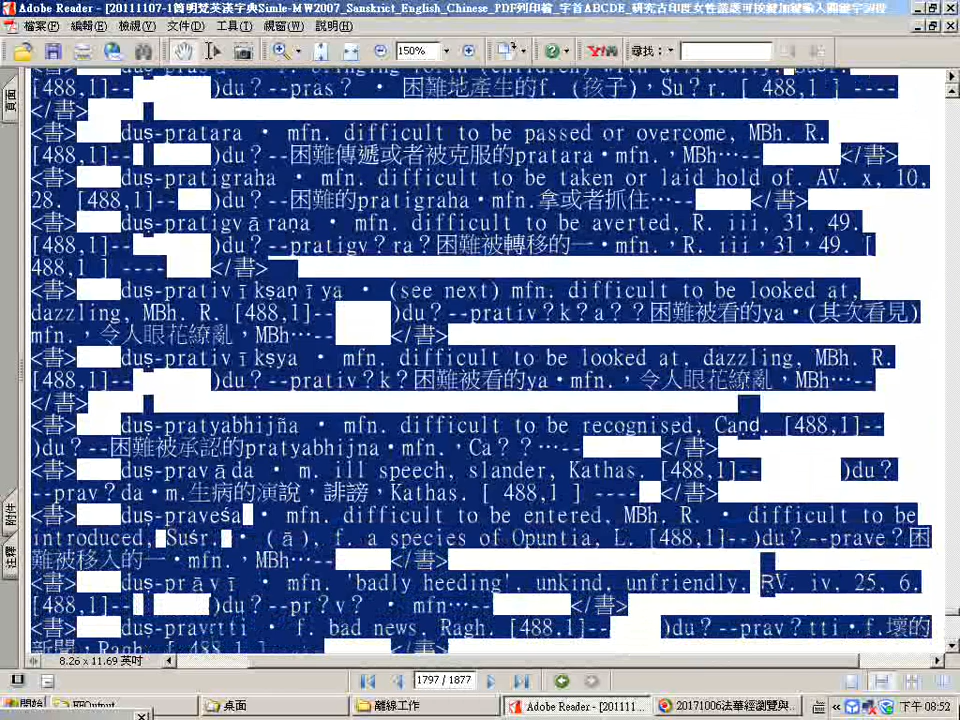 Adobe Reader - [20111107-1簡明梵英漢字典Simle-MW2007_Sanskrict_English_Chinese_PDF列印檔_字首ABCDE_研究古印度女性議題可按
檔案(F) 編輯(E) 檢視(V) 文件(D) 工具(T) 視窗(W) 說明(H)
150% Y! 尋找：
頁面
[488,1]-- )du？--pras？‧ 困難地產生的f. (孩子)，Su？r. [ 488,1 ] ----
</書>
<書> duṣ-pratara ‧ mfn. difficult to be passed or overcome, MBh. R.
[488,1]-- )du？--困難傳遞或者被克服的pratara‧mfn.，MBh…-- </書>
<書> duṣ-pratigraha ‧ mfn. difficult to be taken or laid hold of, AV. x, 10,
28. [488,1]-- )du？--困難的pratigraha‧mfn.拿或者抓住…-- </書>
<書> duṣ-pratigvāraṇa ‧ mfn. difficult to be averted, R. iii, 31, 49.
[488,1]-- )du？--pratigv？ra？困難被轉移的一‧mfn.，R. iii，31，49. [
488,1 ] ---- </書>
<書> duṣ-prativīkṣaṇīya ‧ (see next) mfn. difficult to be looked at,
dazzling, MBh. R. [488,1]-- )du？--prativ？k？a？？困難被看的ya‧(其次看見)
mfn.，令人眼花繚亂，MBh…-- </書>
<書> duṣ-prativīkṣya ‧ mfn. difficult to be looked at, dazzling, MBh. R.
[488,1]-- )du？--prativ？k？困難被看的ya‧mfn.，令人眼花繚亂，MBh…--
</書>
<書> duṣ-pratyabhijña ‧ mfn. difficult to be recognised, Caṇḍ. [488,1]--
)du？--困難被承認的pratyabhijna‧mfn.，Ca？？…-- </書>
<書> duṣ-pravāda ‧ m. ill speech, slander, Kathas. [488,1]-- )du？
--prav？da‧m.生病的演說，誹謗，Kathas. [ 488,1 ] ---- </書>
<書> duṣ-praveśa ‧ mfn. difficult to be entered, MBh. R. ‧ difficult to be
introduced, Suśr. ‧ (ā), f. a species of Opuntia, L. [488,1]--)du？--prave？困
難被移入的一‧mfn.，MBh…-- </書>
<書> duṣ-prāvī ‧ mfn. 'badly heeding', unkind, unfriendly. ṚV. iv, 25, 6.
[488,1]-- )du？--pr？v？‧ mfn…-- </書>
<書> duṣ-pravṛtti ‧ f. bad news, Ragh. [488,1]-- )du？--prav？tti‧f.壞的
新聞，Ragh. [ 488,1 ] ---- </書>
附件
注釋
8.26 x 11.69 英吋
1797 / 1877
開始 FFOutput 桌面 離線工作 Adobe Reader - [201111... 20171006法華經瀏覽與... 下午 08:52